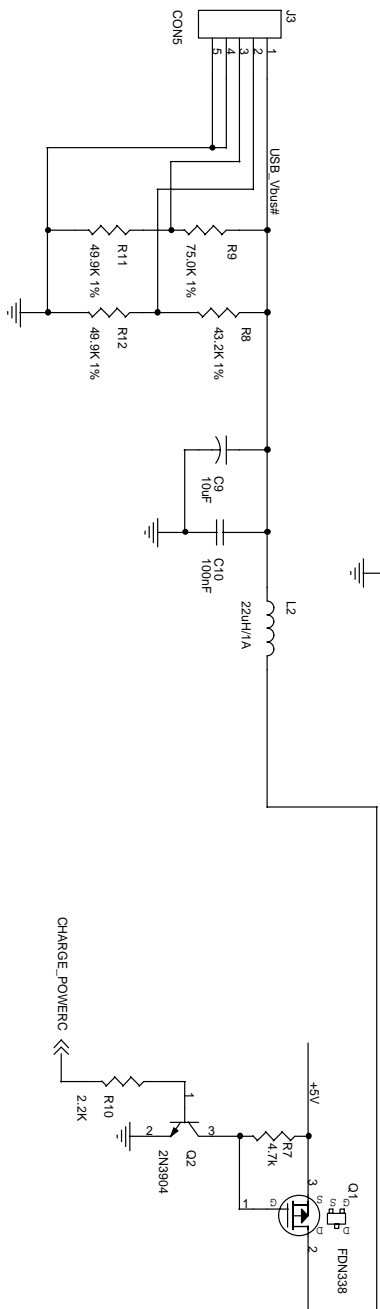 J3
CON5
1
2
3
4
5
USB_Vbus#
R9
75.0K 1%
R11
49.9K 1%
R8
43.2K 1%
R12
49.9K 1%
C9
10uF
C10
100nF
L2
22uH/1A
CHARGE_POWERC
R10
2.2K
1
2
3
Q2
2N3904
+5V
R7
4.7k
Q1
FDN338
G
S
S
D
D
G
3
1
2